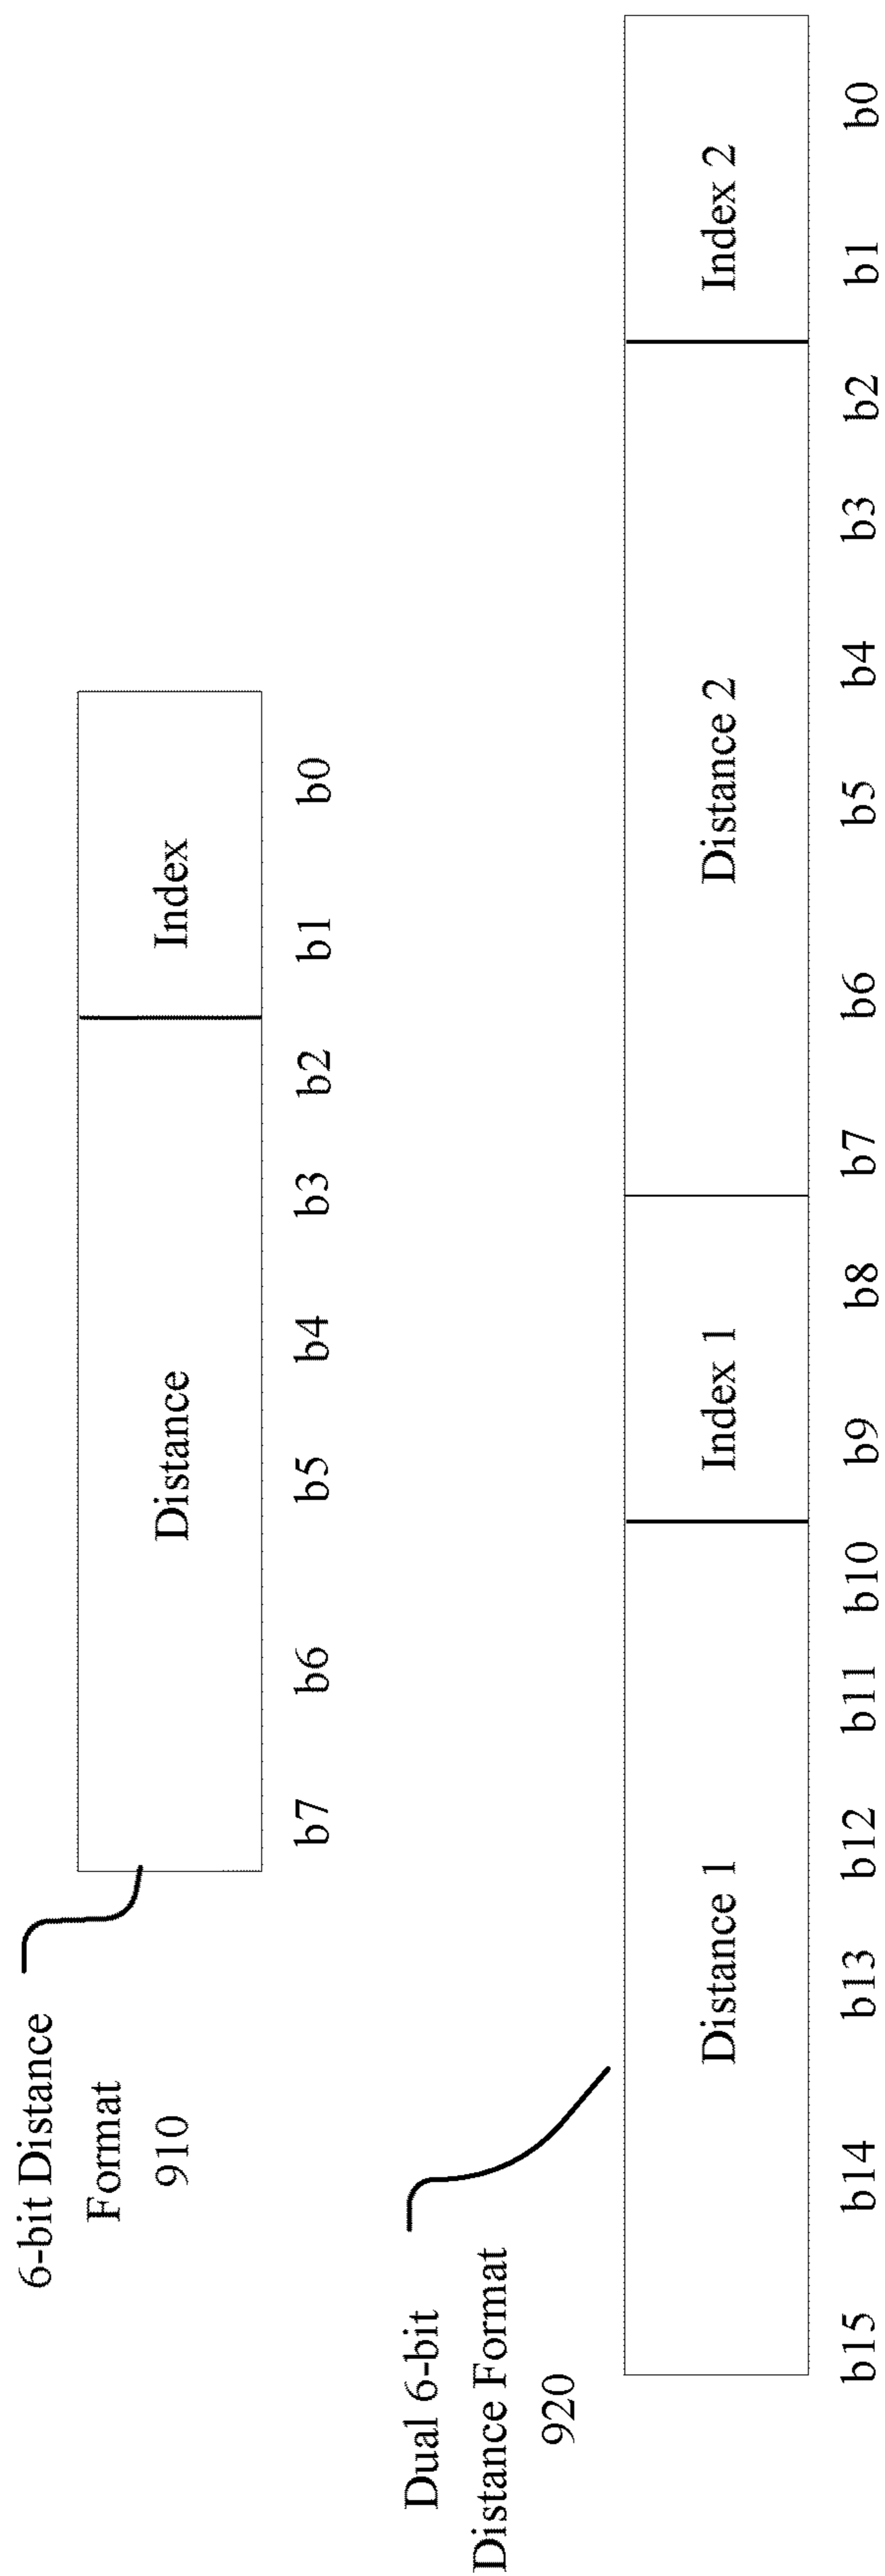 6-bit Distance
Format
910
Distance
Index
b7 b6 b5 b4 b3 b2 b1 b0
Dual 6-bit
Distance Format
920
Distance 1
Index 1
Distance 2
Index 2
b15 b14 b13 b12 b11 b10 b9 b8 b7 b6 b5 b4 b3 b2 b1 b0